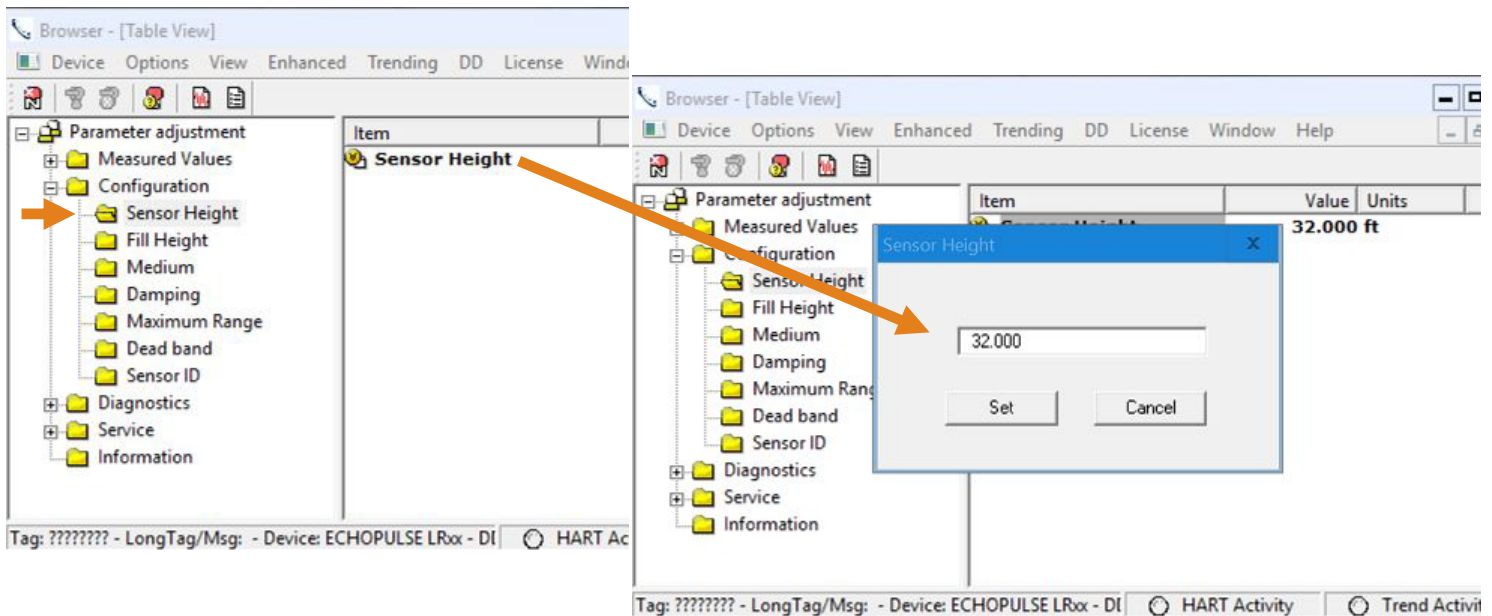 Browser - [Table View]
Device Options View Enhanced Trending DD License
Parameter adjustment
Measured Values
Configuration
Sensor Height
Fill Height
Medium
Damping
Maximum Range
Dead band
Sensor ID
Diagnostics
Service
Information
Item
Sensor Height
Tag: ???????? - LongTag/Msg: - Device: ECHOPULSE LRxx - DI HART Ac
Browser - [Table View]
Device Options View Enhanced Trending DD License Window Help
Parameter adjustment
Measured Values
Configuration
Sensor Height
Fill Height
Medium
Damping
Maximum Rang
Dead band
Sensor ID
Diagnostics
Service
Information
Item Value Units
32.000 ft
Sensor Height x
32.000
Set Cancel
Tag: ???????? - LongTag/Msg: - Device: ECHOPULSE LRxx - DI HART Activity Trend Activit